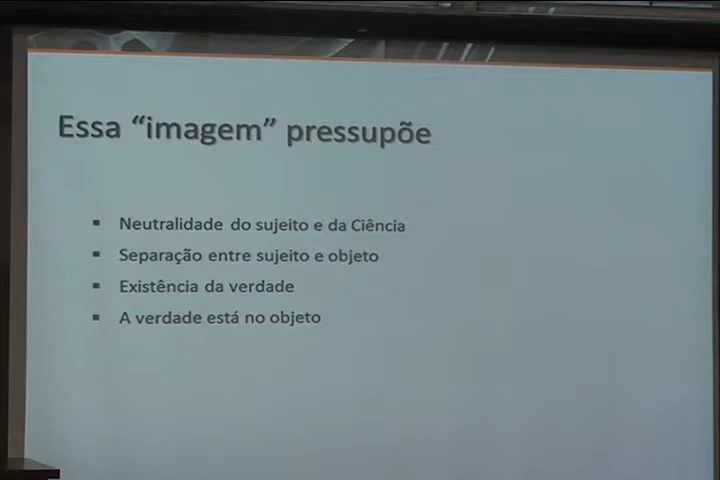 Essa “imagem” pressupõe
▪ Neutralidade do sujeito e da Ciência
▪ Separação entre sujeito e objeto
▪ Existência da verdade
▪ A verdade está no objeto